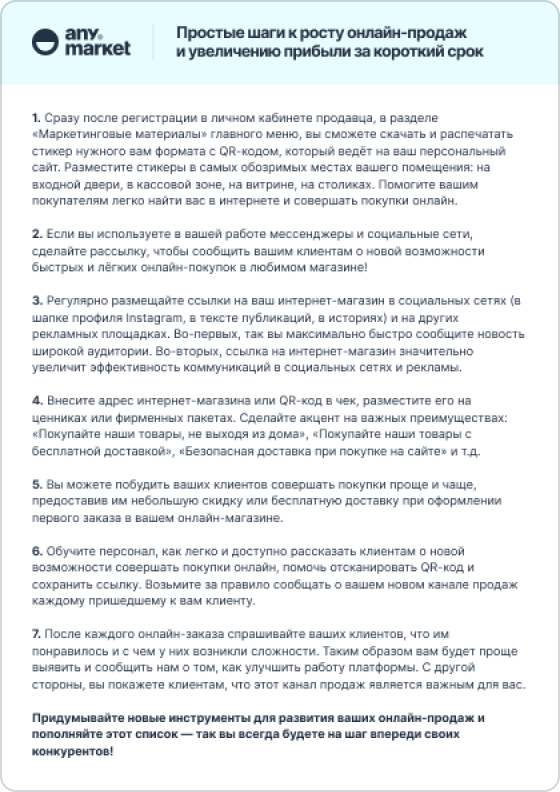 any.
market
Простые шаги к росту онлайн-продаж
и увеличению прибыли за короткий срок
1. Сразу после регистрации в личном кабинете продавца, в разделе
«Маркетинговые материалы» главного меню, вы сможете скачать и распечатать
стикер нужного вам формата с QR-кодом, который ведёт на ваш персональный
сайт. Разместите стикеры в самых обозримых местах вашего помещения: на
входной двери, в кассовой зоне, на витрине, на столиках. Помогите вашим
покупателям легко найти вас в интернете и совершать покупки онлайн.
2. Если вы используете в вашей работе мессенджеры и социальные сети,
сделайте рассылку, чтобы сообщить вашим клиентам о новой возможности
быстрых и лёгких онлайн-покупок в любимом магазине!
3. Регулярно размещайте ссылки на ваш интернет-магазин в социальных сетях (в
шапке профиля Instagram, в тексте публикаций, в историях) и на других
рекламных площадках. Во-первых, так вы максимально быстро сообщите новость
широкой аудитории. Во-вторых, ссылка на интернет-магазин значительно
увеличит эффективность коммуникаций в социальных сетях и рекламы.
4. Внесите адрес интернет-магазина или QR-код в чек, разместите его на
ценниках или фирменных пакетах. Сделайте акцент на важных преимуществах:
«Покупайте наши товары, не выходя из дома», «Покупайте наши товары с
бесплатной доставкой», «Безопасная доставка при покупке на сайте» и т.д.
5. Вы можете побудить ваших клиентов совершать покупки проще и чаще,
предоставив им небольшую скидку или бесплатную доставку при оформлении
первого заказа в вашем онлайн-магазине.
6. Обучите персонал, как легко и доступно рассказать клиентам о новой
возможности совершать покупки онлайн, помочь отсканировать QR-код и
сохранить ссылку. Возьмите за правило сообщать о вашем новом канале продаж
каждому пришедшему к вам клиенту.
7. После каждого онлайн-заказа спрашивайте ваших клиентов, что им
понравилось и с чем у них возникли сложности. Таким образом вам будет проще
выявить и сообщить нам о том, как улучшить работу платформы. С другой
стороны, вы покажете клиентам, что этот канал продаж является важным для вас.
Придумывайте новые инструменты для развития ваших онлайн-продаж и
пополняйте этот список — так вы всегда будете на шаг впереди своих
конкурентов!